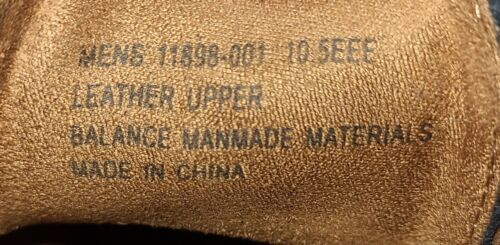 MENS 11898-001 10.5EEE
LEATHER UPPER
BALANCE MANMADE MATERIALS
MADE IN CHINA